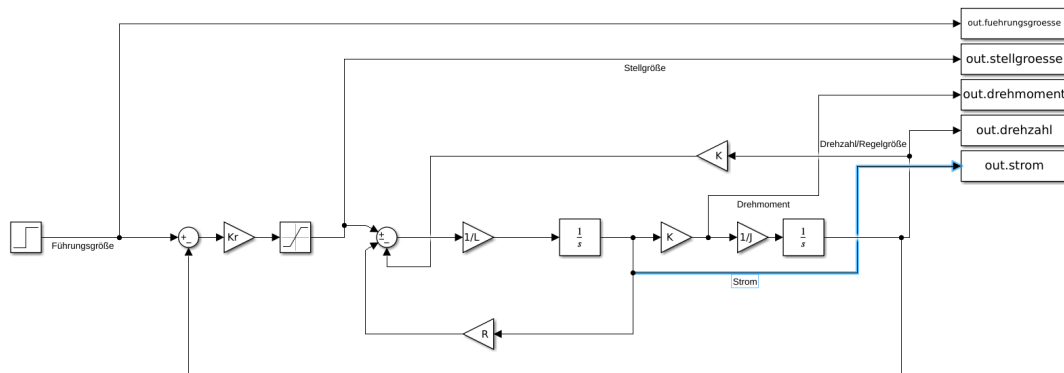 out.fuehrungsgroesse
out.stellgroesse
Stellgröße
out.drehmoment
out.drehzahl
Drehzahl/Regelgröße
K
out.strom
Drehmoment
Führungsgröße
+
−
Kr
+
−
−
1/L
1
s
K
1/J
1
s
Strom
R